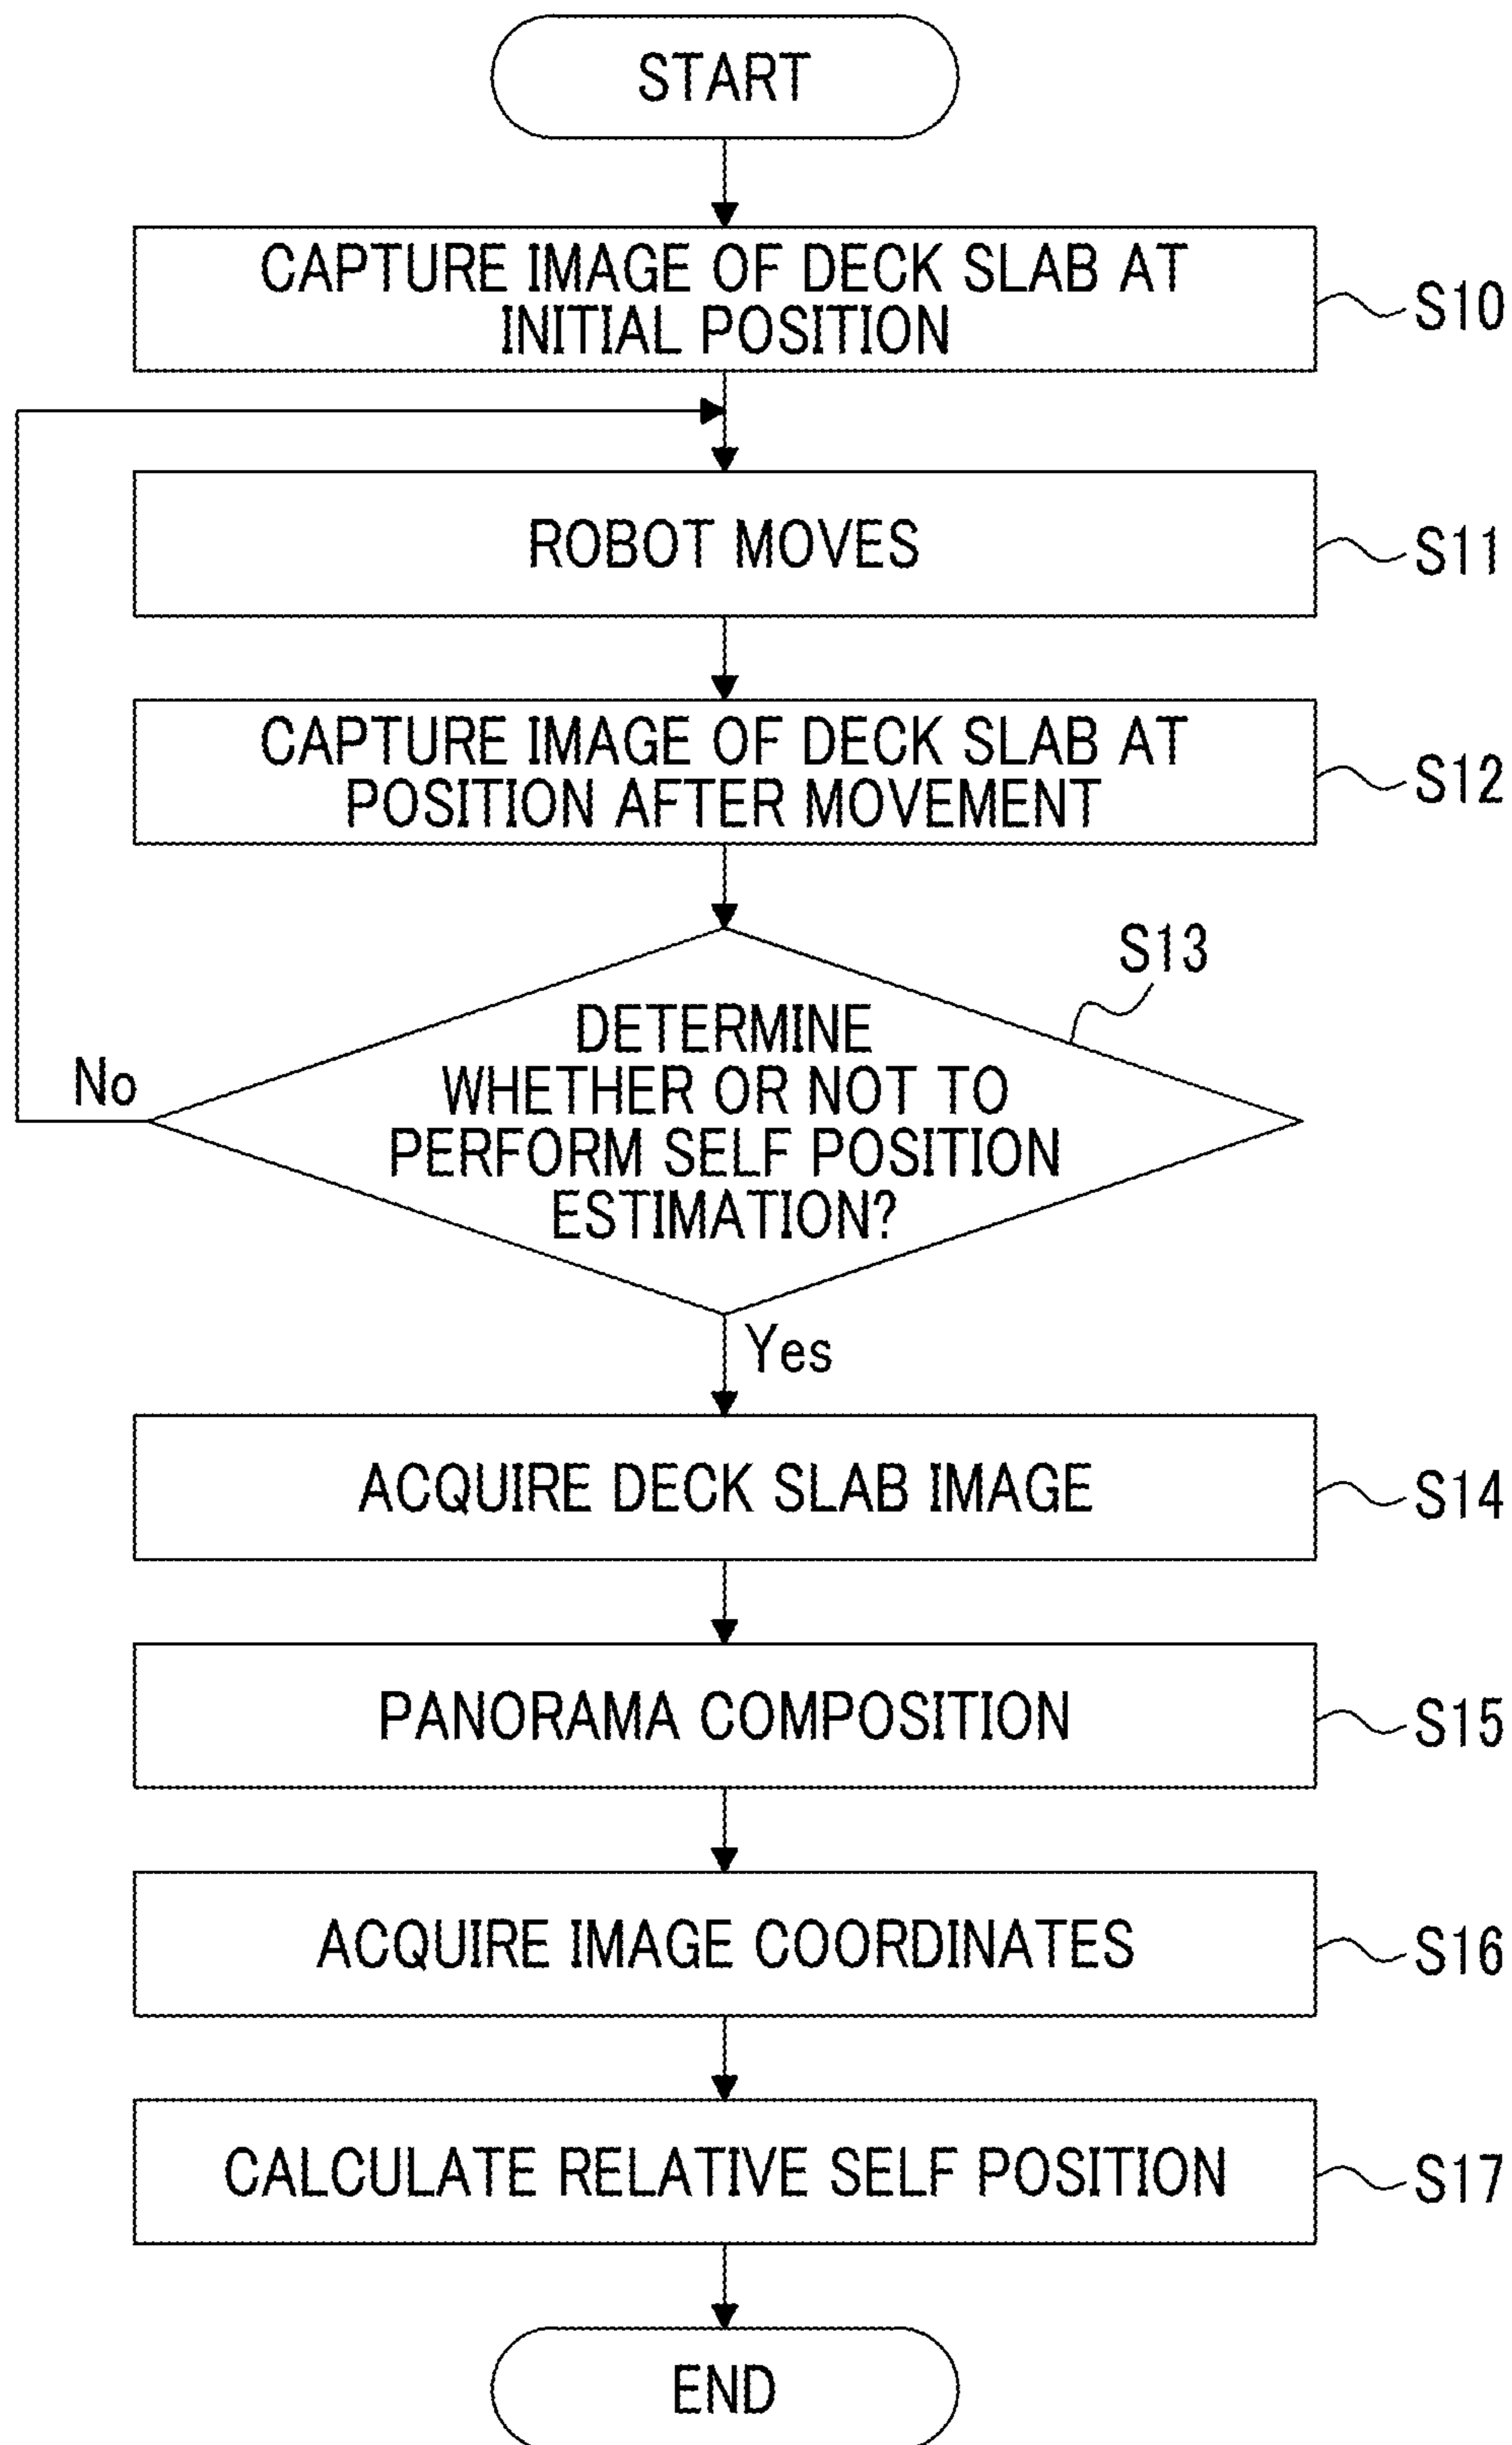 START
CAPTURE IMAGE OF DECK SLAB AT
INITIAL POSITION
S10
ROBOT MOVES
S11
CAPTURE IMAGE OF DECK SLAB AT
POSITION AFTER MOVEMENT
S12
S13
DETERMINE
WHETHER OR NOT TO
PERFORM SELF POSITION
ESTIMATION?
No
Yes
ACQUIRE DECK SLAB IMAGE
S14
PANORAMA COMPOSITION
S15
ACQUIRE IMAGE COORDINATES
S16
CALCULATE RELATIVE SELF POSITION
S17
END